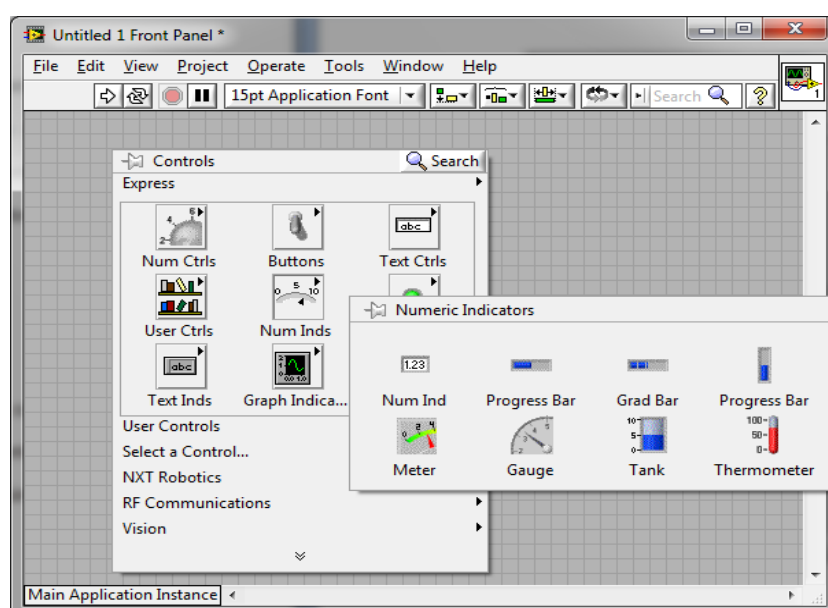 Untitled 1 Front Panel *
File Edit View Project Operate Tools Window Help
15pt Application Font Search ? 1
Controls Search
Express
Num Ctrls Buttons Text Ctrls
User Ctrls Num Inds
Numeric Indicators
Text Inds Graph Indica...
Num Ind Progress Bar Grad Bar Progress Bar
Meter Gauge Tank Thermometer
User Controls
Select a Control...
NXT Robotics
RF Communications
Vision
Main Application Instance